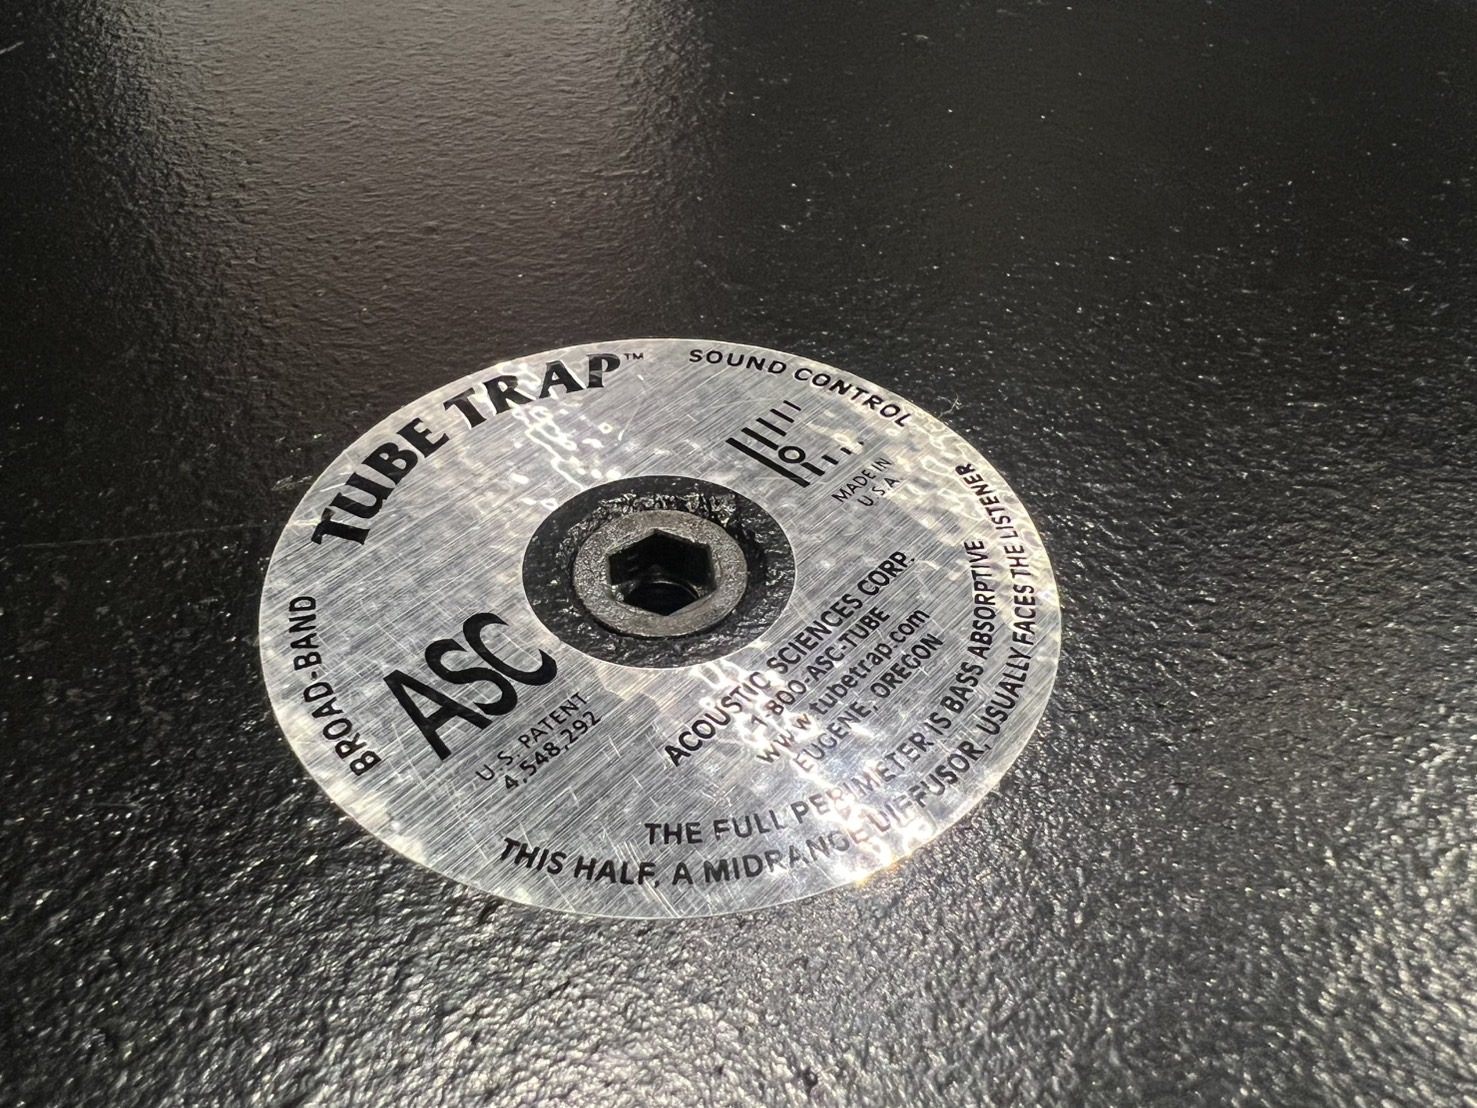 BROAD-BAND
TUBE TRAP™
SOUND CONTROL
MADE IN
U S A
ASC
U.S. PATENT
4,548,292
ACOUSTIC SCIENCES CORP.
1-800-ASC-TUBE
www.tubetrap.com
EUGENE, OREGON
THE FULL PERIMETER IS BASS ABSORPTIVE
THIS HALF, A MIDRANGE DIFFUSOR, USUALLY FACES THE LISTENER